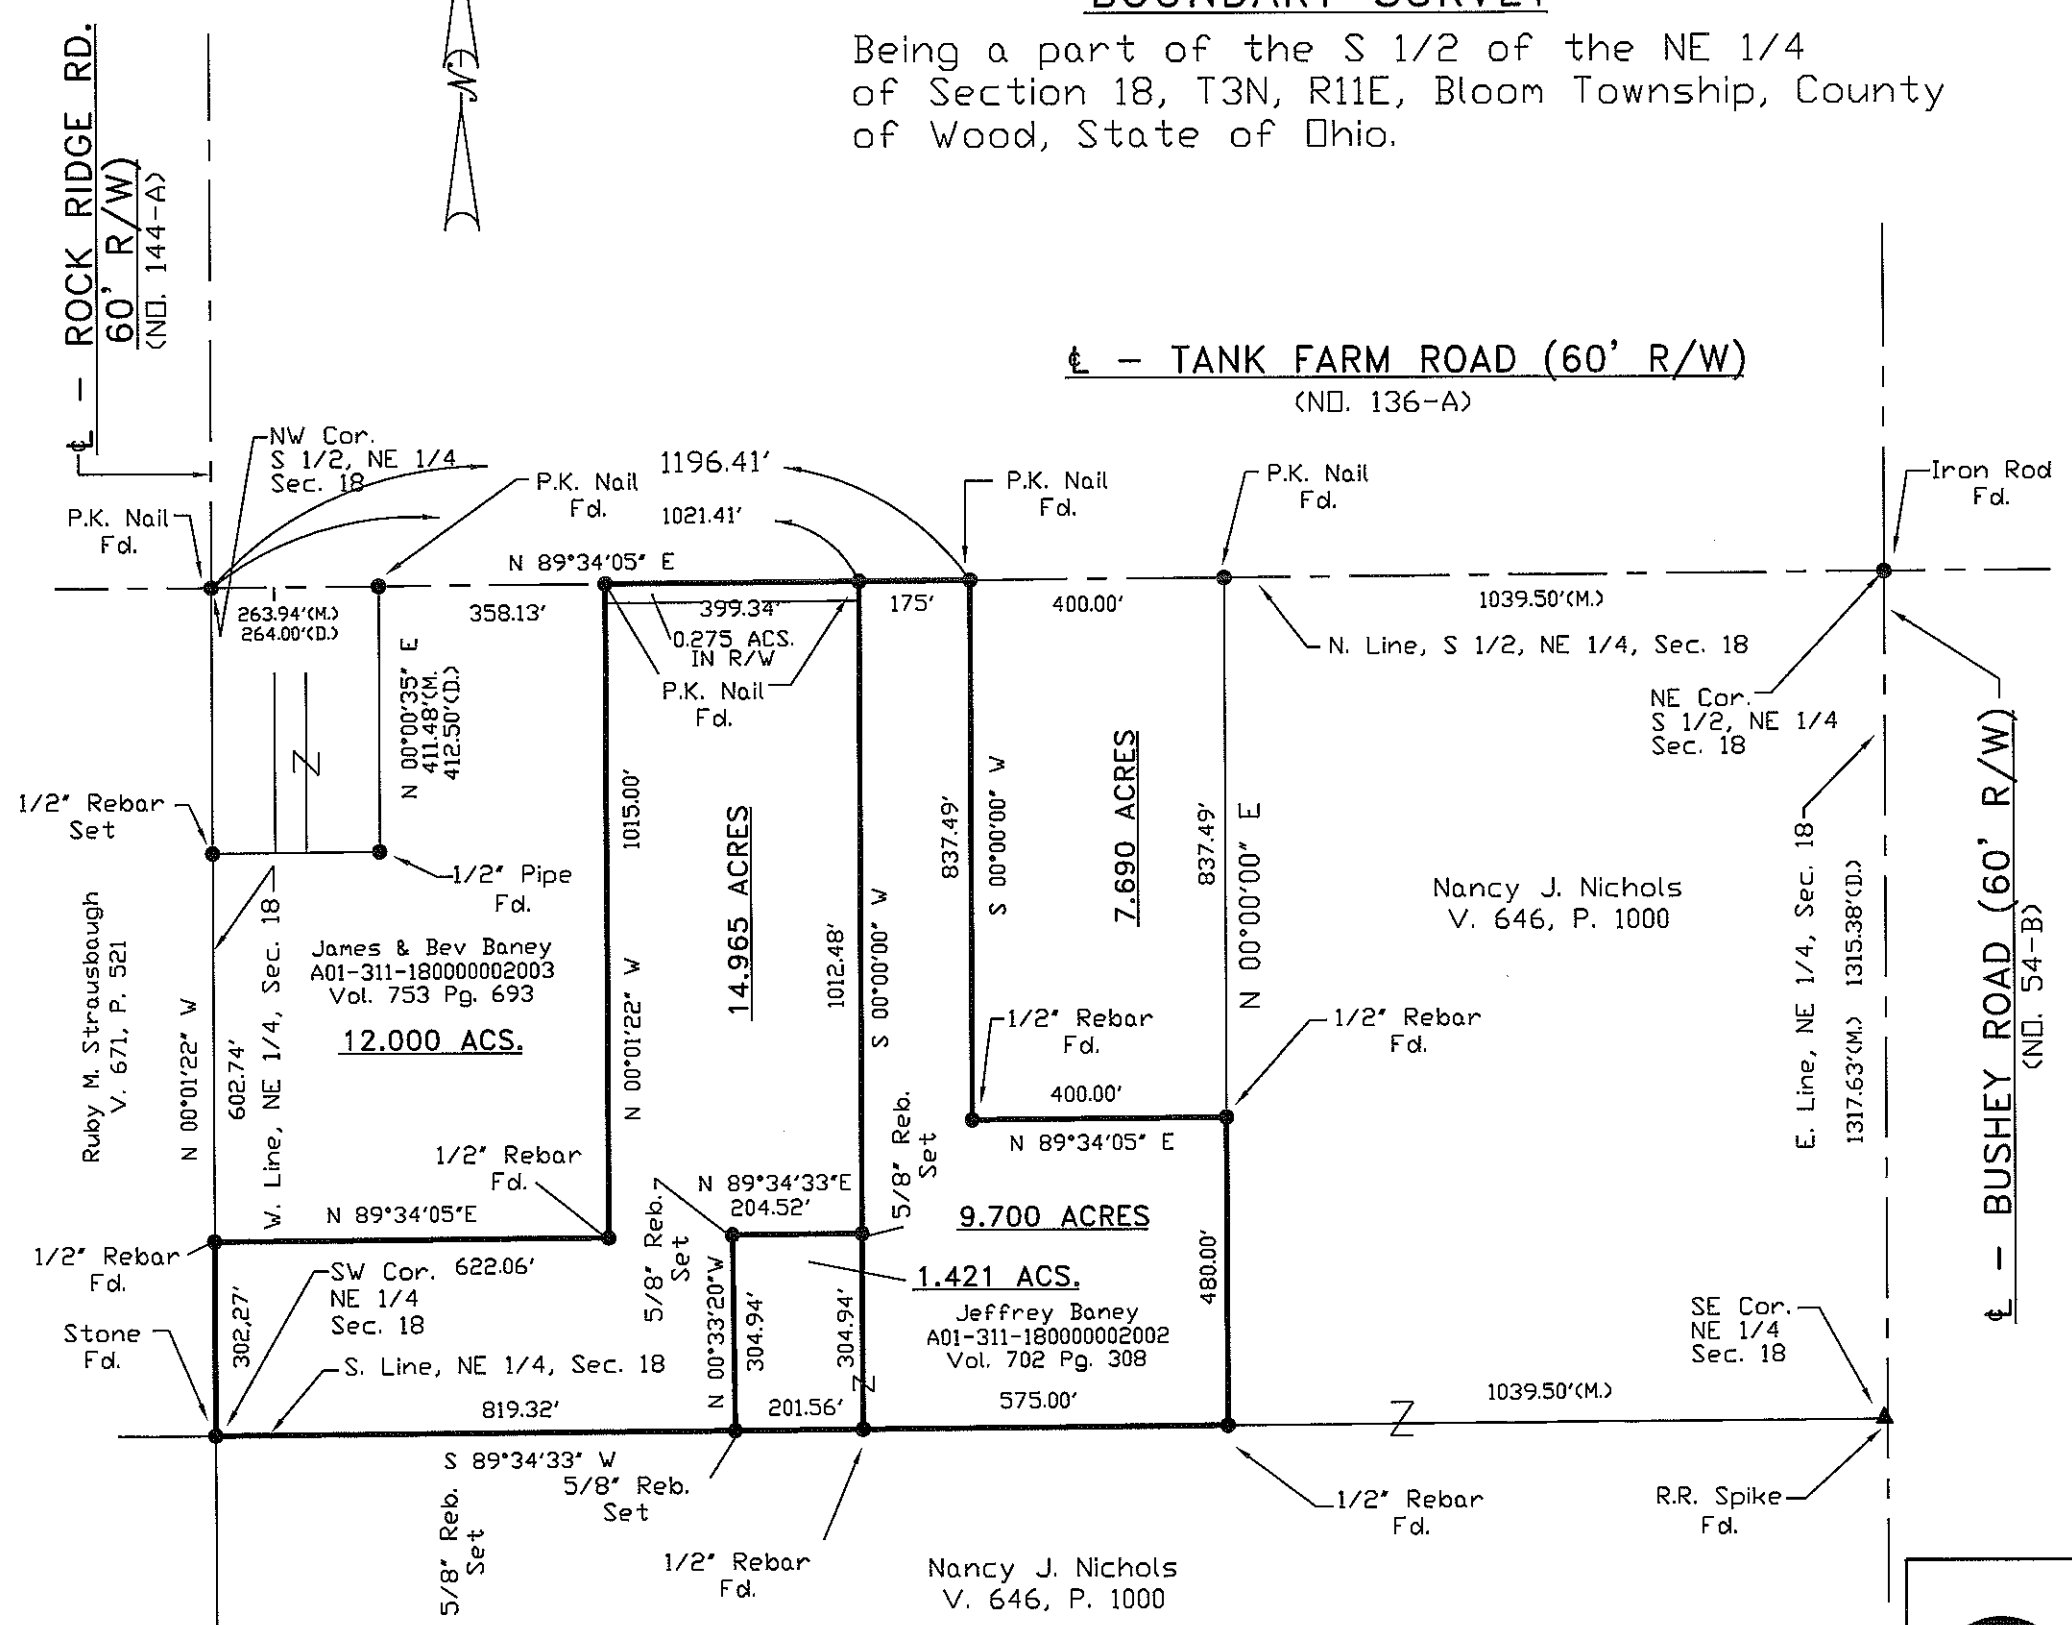 BOUNDARY SURVEY
Being a part of the S 1/2 of the NE 1/4
of Section 18, T3N, R11E, Bloom Township, County
of Wood, State of Ohio.
N
℄ - ROCK RIDGE RD.
60' R/W)
(NO. 144-A)
℄ - TANK FARM ROAD (60' R/W)
(NO. 136-A)
NW Cor.
S 1/2, NE 1/4
Sec. 18
1196.41'
P.K. Nail
Fd.
P.K. Nail
Fd.
P.K. Nail
Fd.
Iron Rod
Fd.
P.K. Nail
Fd.
1021.41'
N 89°34'05" E
263.94'(M.)
264.00'(D.)
358.13'
399.34'
175'
400.00'
1039.50'(M.)
0.275 ACS.
IN R/W
P.K. Nail
Fd.
N. Line, S 1/2, NE 1/4, Sec. 18
NE Cor.
S 1/2, NE 1/4
Sec. 18
N 00°00'35" E
411.48'(M.
412.50'(D.)
Z
1015.00'
837.49'
S 00°00'00" W
7.690 ACRES
837.49'
N 00°00'00" E
1/2" Rebar
Set
1/2" Pipe
Fd.
14.965 ACRES
1012.48'
S 00°00'00" W
Nancy J. Nichols
V. 646, P. 1000
E. Line, NE 1/4, Sec. 18
1317.63'(M.) 1315.38'(D.)
℄ - BUSHEY ROAD (60' R/W)
(NO. 54-B)
Ruby M. Strausbaugh
V. 671, P. 521
N 00°01'22" W
602.74'
W. Line, NE 1/4, Sec. 18
James & Bev Baney
A01-311-180000002003
Vol. 753 Pg. 693
12.000 ACS.
N 00°01'22" W
1/2" Rebar
Fd.
1/2" Rebar
Fd.
400.00'
N 89°34'05" E
1/2" Rebar
Fd.
N 89°34'33"E
204.52'
5/8" Reb.
Set
5/8" Reb.
Set
N 89°34'05"E
622.06'
9.700 ACRES
1/2" Rebar
Fd.
SW Cor.
NE 1/4
Sec. 18
302.27'
Stone
Fd.
S. Line, NE 1/4, Sec. 18
N 00°33'20"W
304.94'
304.94'
Z
1.421 ACS.
Jeffrey Baney
A01-311-180000002002
Vol. 702 Pg. 308
480.00'
SE Cor.
NE 1/4
Sec. 18
819.32'
201.56'
575.00'
1039.50'(M.)
Z
S 89°34'33" W
5/8" Reb.
Set
5/8" Reb.
Set
1/2" Rebar
Fd.
1/2" Rebar
Fd.
R.R. Spike
Fd.
Nancy J. Nichols
V. 646, P. 1000